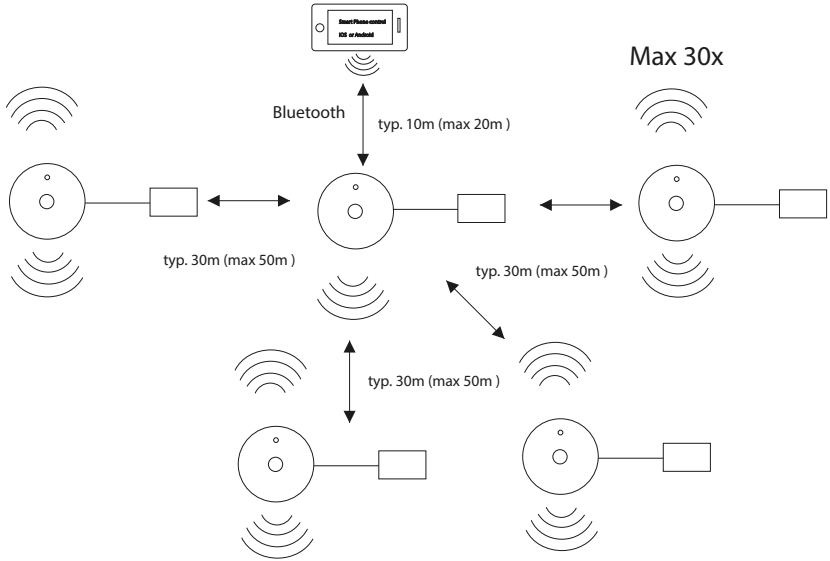 Smart Phone control
iOS or Android
Max 30x
Bluetooth
typ. 10m (max 20m )
typ. 30m (max 50m )
typ. 30m (max 50m )
typ. 30m (max 50m )